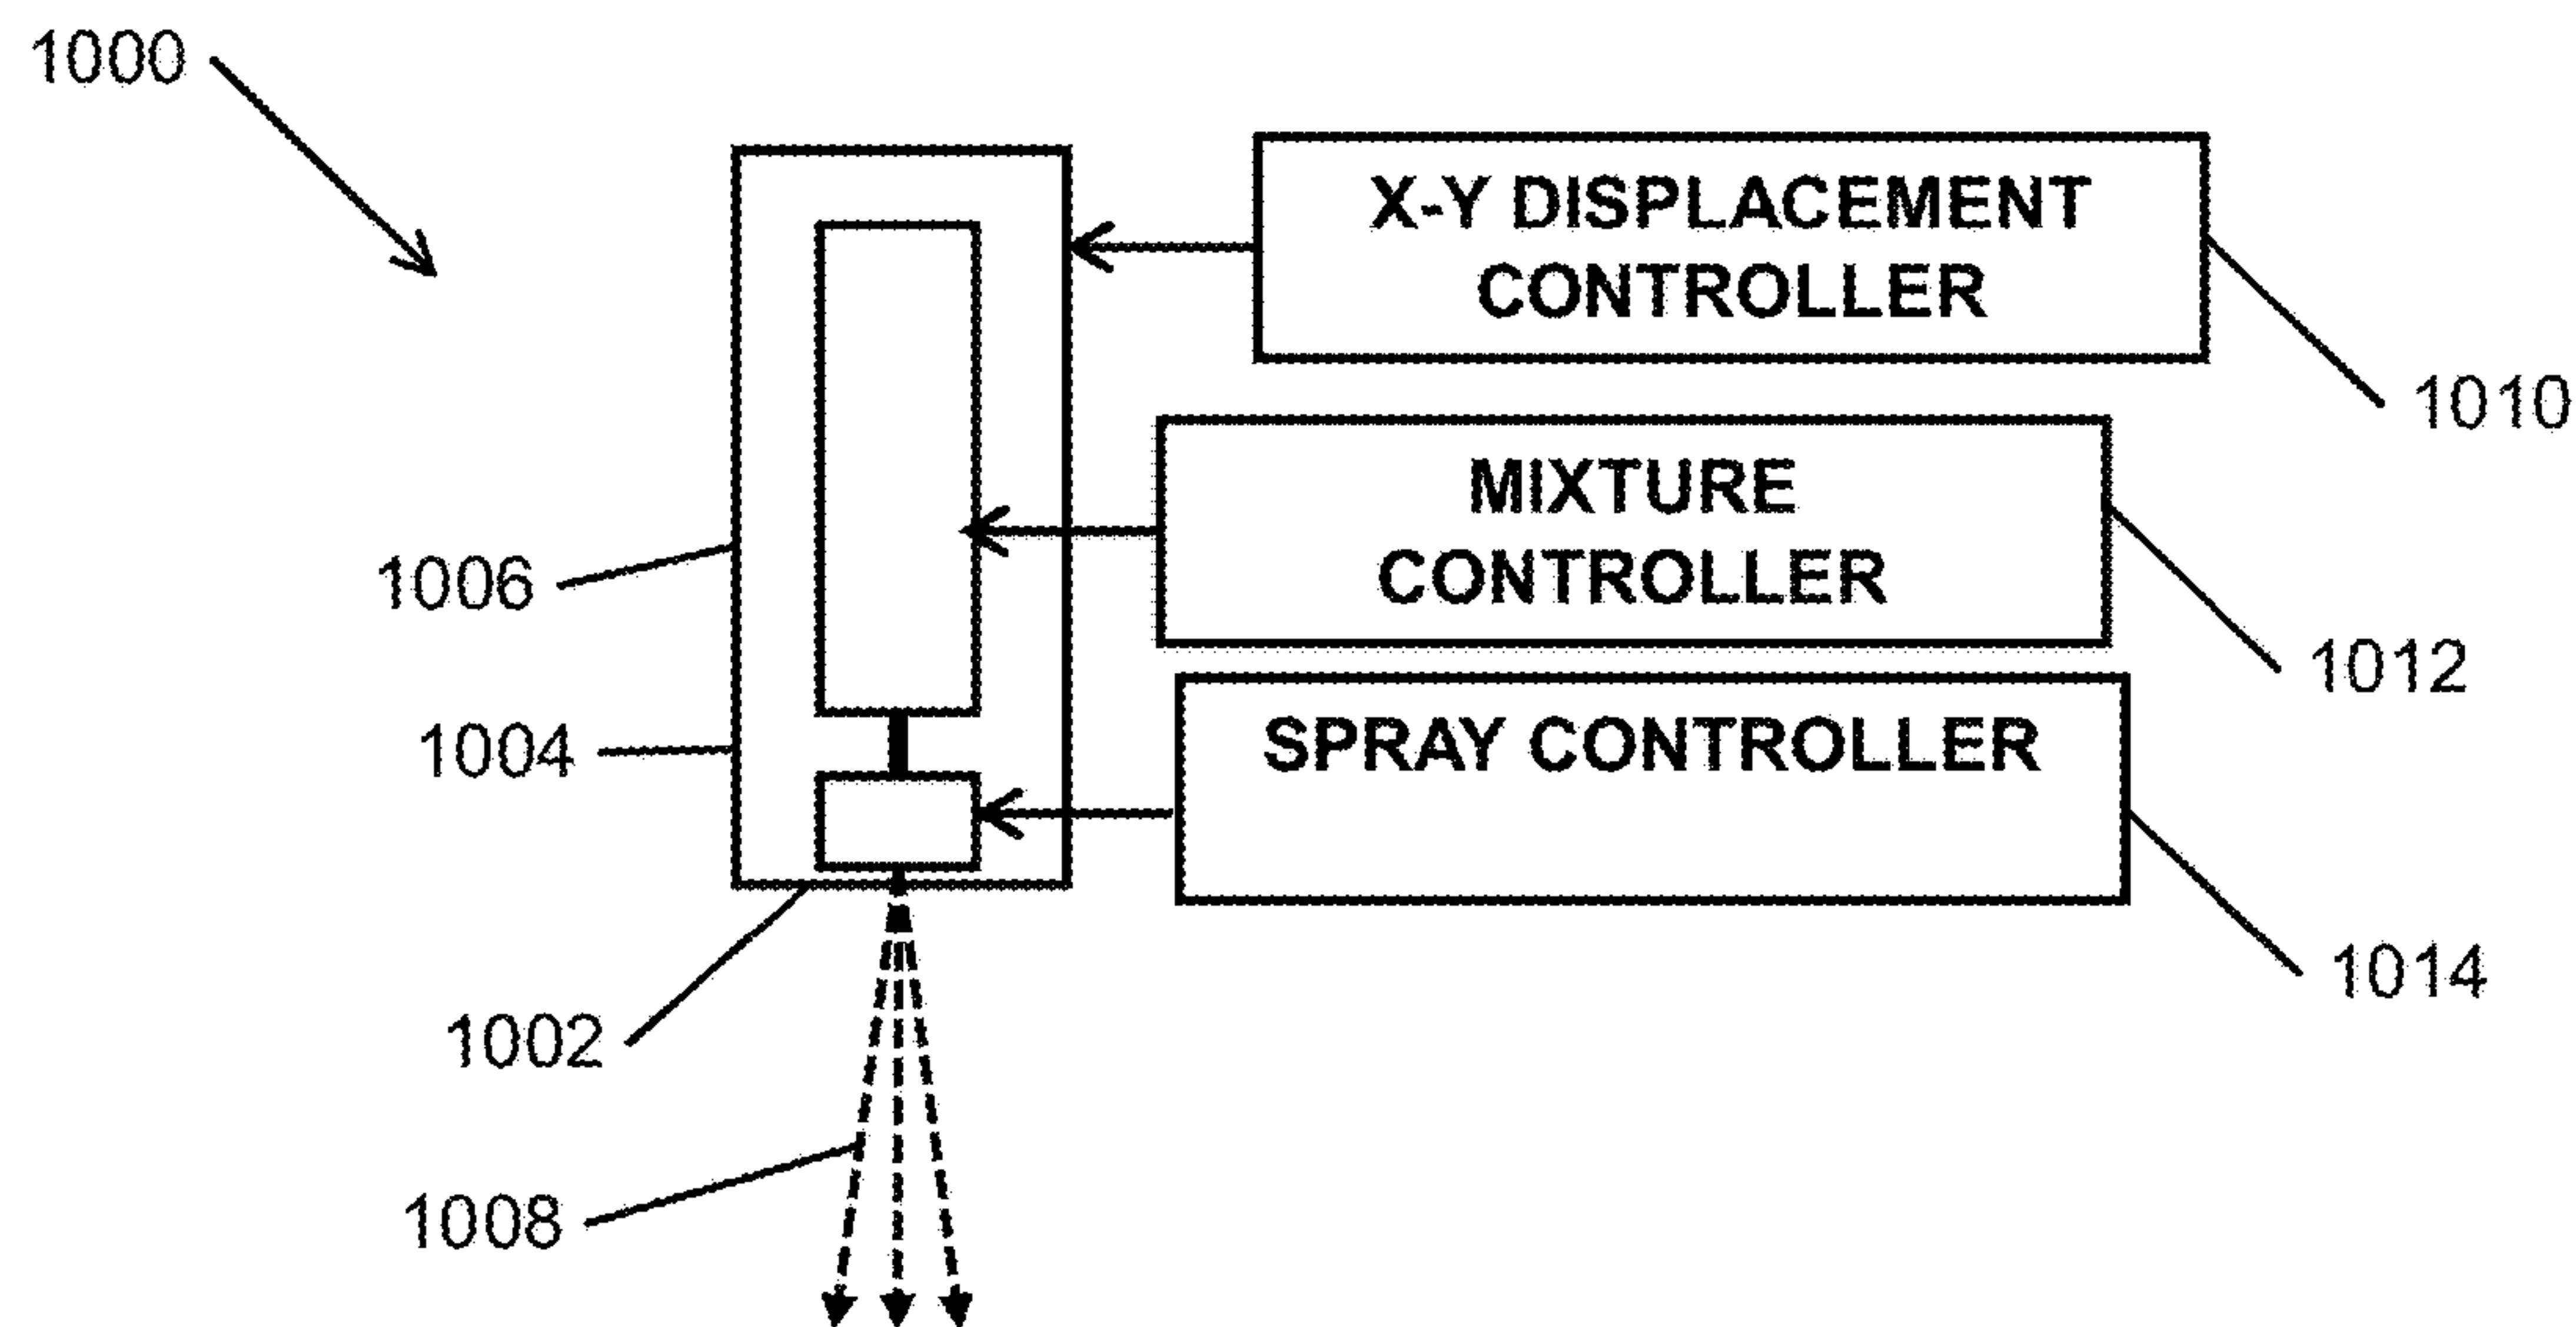 1000
X-Y DISPLACEMENT
CONTROLLER
1010
MIXTURE
CONTROLLER
1006
1012
1004
SPRAY CONTROLLER
1014
1002
1008